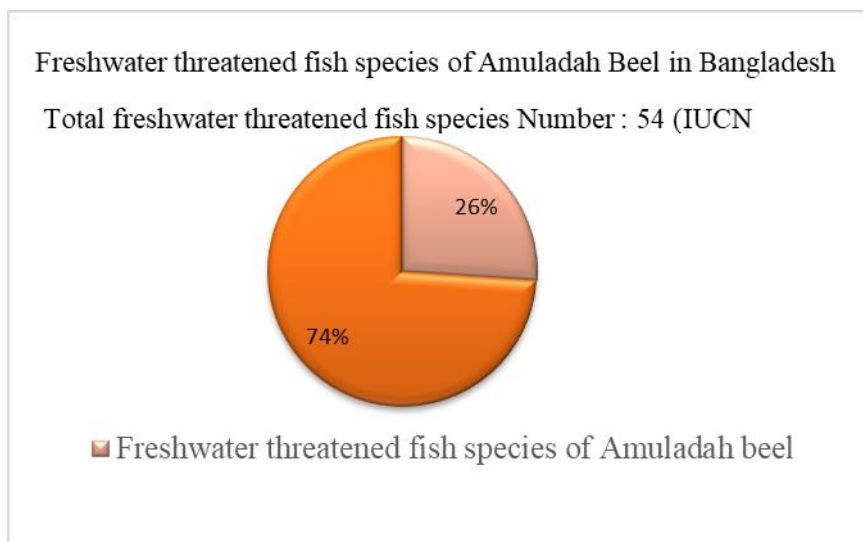 Freshwater threatened fish species of Amuladah Beel in Bangladesh
Total freshwater threatened fish species Number : 54 (IUCN
26%
74%
Freshwater threatened fish species of Amuladah beel